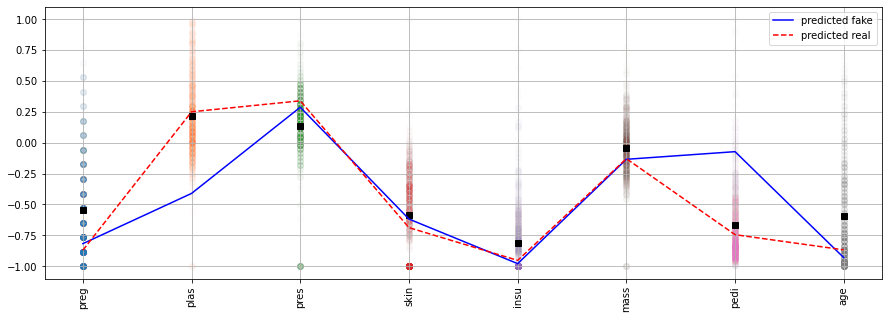 predicted fake
predicted real
1.00
0.75
0.50
0.25
0.00
−0.25
−0.50
−0.75
−1.00
preg
plas
pres
skin
insu
mass
pedi
age